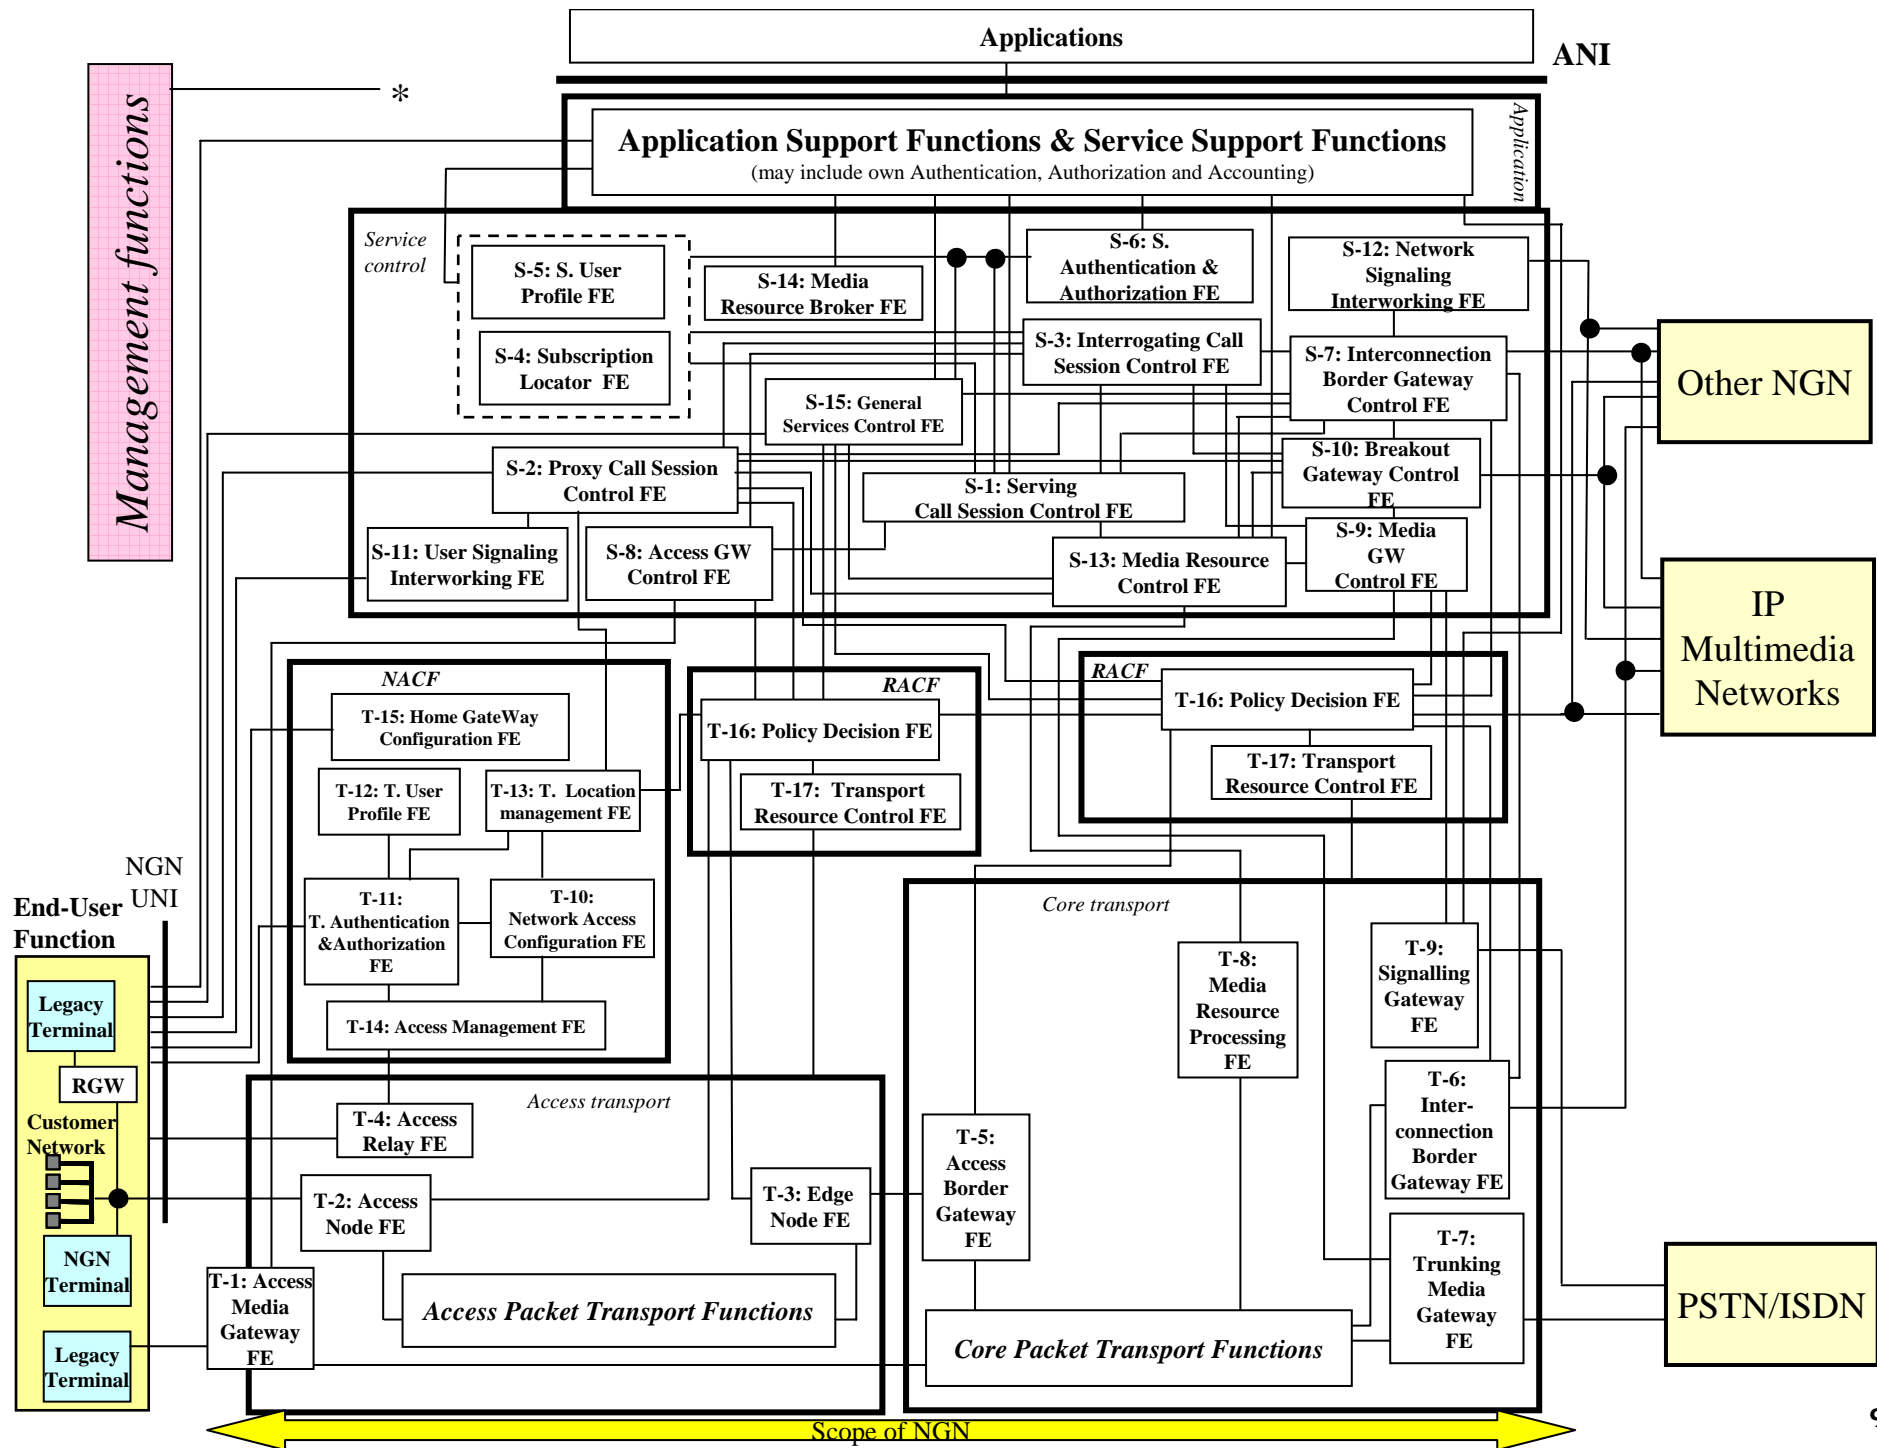 Applications
ANI
Management functions
*
Application Support Functions & Service Support Functions
(may include own Authentication, Authorization and Accounting)
Application
Service
control
S-5: S. User
Profile FE
S-14: Media
Resource Broker FE
S-6: S.
Authentication &
Authorization FE
S-12: Network
Signaling
Interworking FE
S-4: Subscription
Locator FE
S-3: Interrogating Call
Session Control FE
S-7: Interconnection
Border Gateway
Control FE
Other NGN
S-15: General
Services Control FE
S-2: Proxy Call Session
Control FE
S-1: Serving
Call Session Control FE
S-10: Breakout
Gateway Control
FE
S-11: User Signaling
Interworking FE
S-8: Access GW
Control FE
S-13: Media Resource
Control FE
S-9: Media
GW
Control FE
IP
Multimedia
Networks
NACF
RACF
RACF
T-15: Home GateWay
Configuration FE
T-16: Policy Decision FE
T-16: Policy Decision FE
T-12: T. User
Profile FE
T-13: T. Location
management FE
T-17: Transport
Resource Control FE
T-17: Transport
Resource Control FE
NGN
UNI
End-User
Function
T-11:
T. Authentication
&Authorization
FE
T-10:
Network Access
Configuration FE
Core transport
T-14: Access Management FE
T-8:
Media
Resource
Processing
FE
T-9:
Signalling
Gateway
FE
Legacy
Terminal
RGW
Customer
Network
Access transport
T-4: Access
Relay FE
T-5:
Access
Border
Gateway
FE
T-6:
Inter-
connection
Border
Gateway FE
T-2: Access
Node FE
T-3: Edge
Node FE
NGN
Terminal
T-1: Access
Media
Gateway
FE
T-7:
Trunking
Media
Gateway
FE
PSTN/ISDN
Access Packet Transport Functions
Core Packet Transport Functions
Legacy
Terminal
Scope of NGN